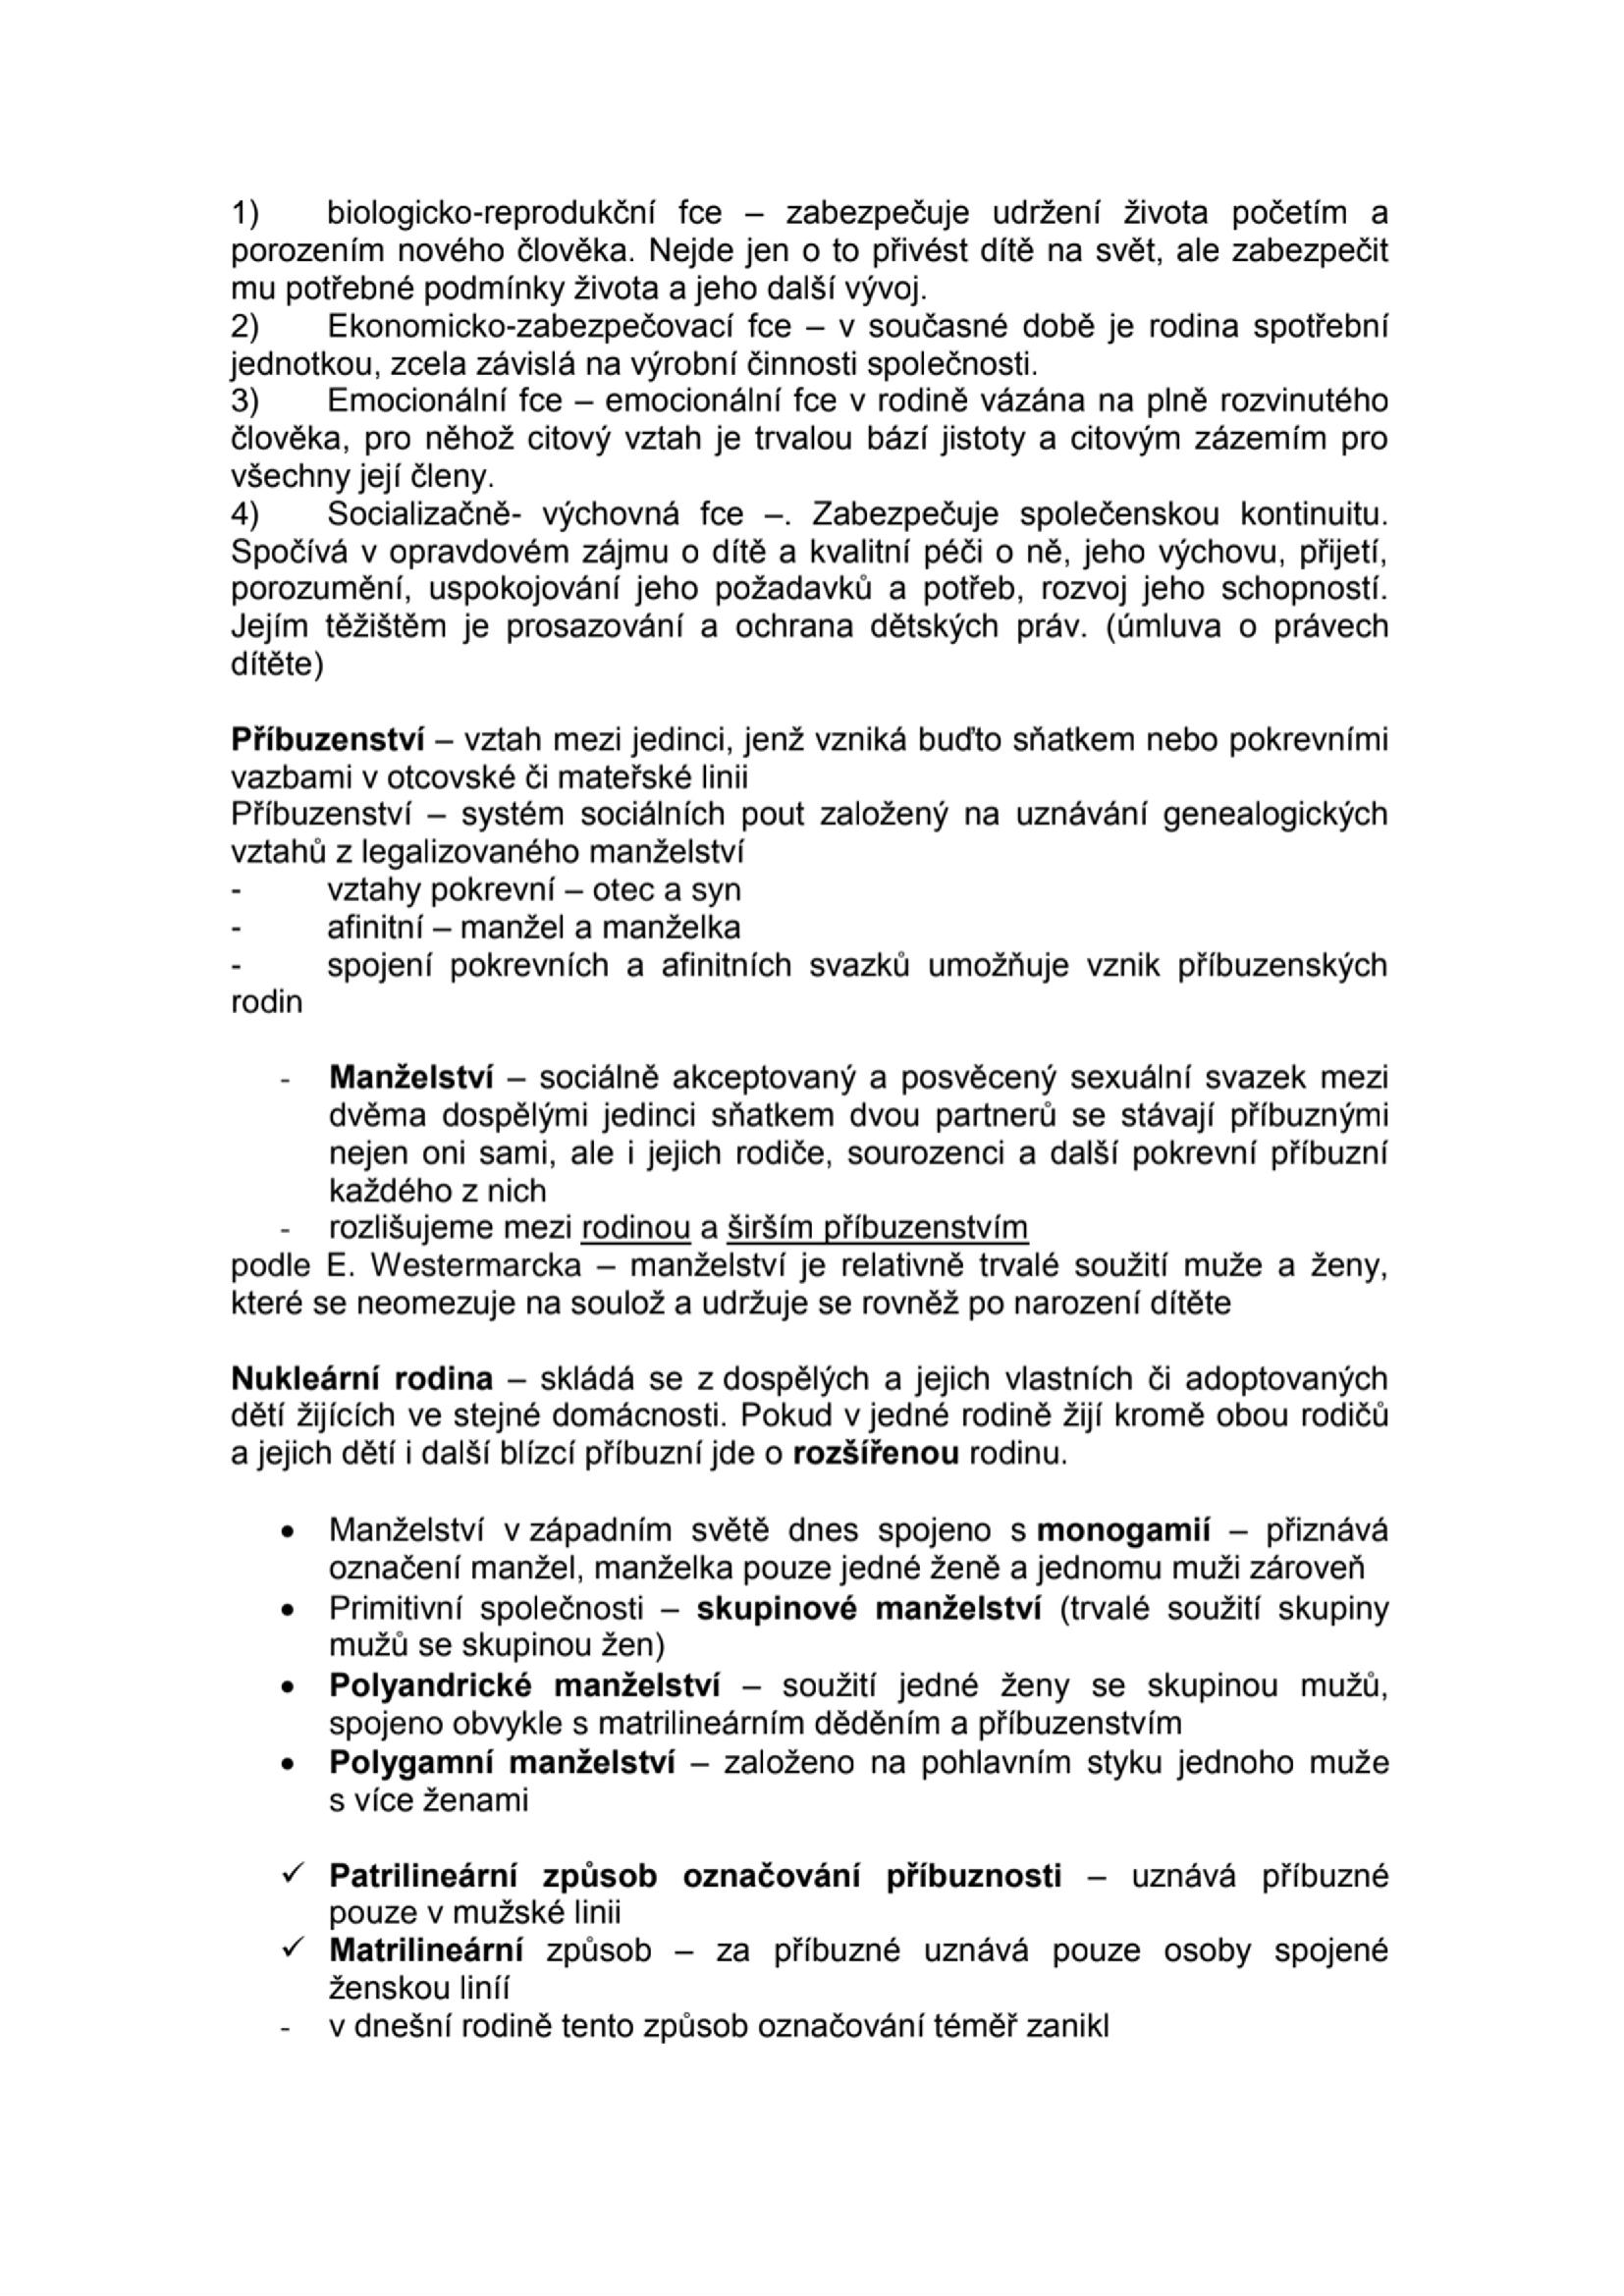 1) biologicko-reprodukční fce – zabezpečuje udržení života početím a
porozením nového člověka. Nejde jen o to přivést dítě na svět, ale zabezpečit
mu potřebné podmínky života a jeho další vývoj.
2) Ekonomicko-zabezpečovací fce – v současné době je rodina spotřební
jednotkou, zcela závislá na výrobní činnosti společnosti.
3) Emocionální fce – emocionální fce v rodině vázána na plně rozvinutého
člověka, pro něhož citový vztah je trvalou bází jistoty a citovým zázemím pro
všechny její členy.
4) Socializačně- výchovná fce –. Zabezpečuje společenskou kontinuitu.
Spočívá v opravdovém zájmu o dítě a kvalitní péči o ně, jeho výchovu, přijetí,
porozumění, uspokojování jeho požadavků a potřeb, rozvoj jeho schopností.
Jejím těžištěm je prosazování a ochrana dětských práv. (úmluva o právech
dítěte)
Příbuzenství – vztah mezi jedinci, jenž vzniká buďto sňatkem nebo pokrevními
vazbami v otcovské či mateřské linii
Příbuzenství – systém sociálních pout založený na uznávání genealogických
vztahů z legalizovaného manželství
- vztahy pokrevní – otec a syn
- afinitní – manžel a manželka
- spojení pokrevních a afinitních svazků umožňuje vznik příbuzenských
rodin
- Manželství – sociálně akceptovaný a posvěcený sexuální svazek mezi
dvěma dospělými jedinci sňatkem dvou partnerů se stávají příbuznými
nejen oni sami, ale i jejich rodiče, sourozenci a další pokrevní příbuzní
každého z nich
- rozlišujeme mezi rodinou a širším příbuzenstvím
podle E. Westermarcka – manželství je relativně trvalé soužití muže a ženy,
které se neomezuje na soulož a udržuje se rovněž po narození dítěte
Nukleární rodina – skládá se z dospělých a jejich vlastních či adoptovaných
dětí žijících ve stejné domácnosti. Pokud v jedné rodině žijí kromě obou rodičů
a jejich dětí i další blízcí příbuzní jde o rozšířenou rodinu.
• Manželství v západním světě dnes spojeno s monogamií – přiznává
označení manžel, manželka pouze jedné ženě a jednomu muži zároveň
• Primitivní společnosti – skupinové manželství (trvalé soužití skupiny
mužů se skupinou žen)
• Polyandrické manželství – soužití jedné ženy se skupinou mužů,
spojeno obvykle s matrilineárním děděním a příbuzenstvím
• Polygamní manželství – založeno na pohlavním styku jednoho muže
s více ženami
✓ Patrilineární způsob označování příbuznosti – uznává příbuzné
pouze v mužské linii
✓ Matrilineární způsob – za příbuzné uznává pouze osoby spojené
ženskou liníí
- v dnešní rodině tento způsob označování téměř zanikl